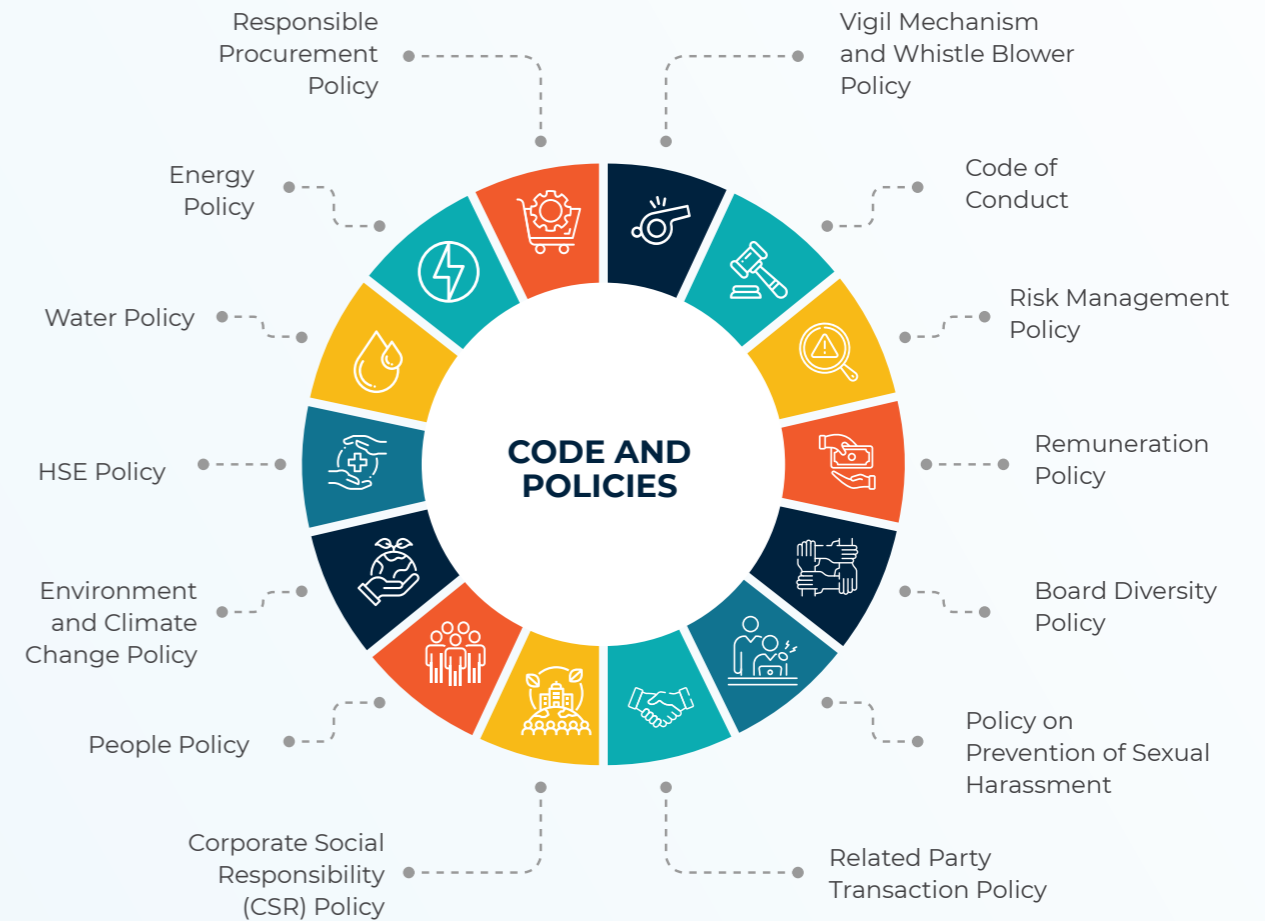 Responsible
Procurement
Policy
Vigil Mechanism
and Whistle Blower
Policy
Energy
Policy
Code of
Conduct
Water Policy
Risk Management
Policy
HSE Policy
CODE AND
POLICIES
Remuneration
Policy
Environment
and Climate
Change Policy
Board Diversity
Policy
People Policy
Policy on
Prevention of Sexual
Harassment
Corporate Social
Responsibility
(CSR) Policy
Related Party
Transaction Policy